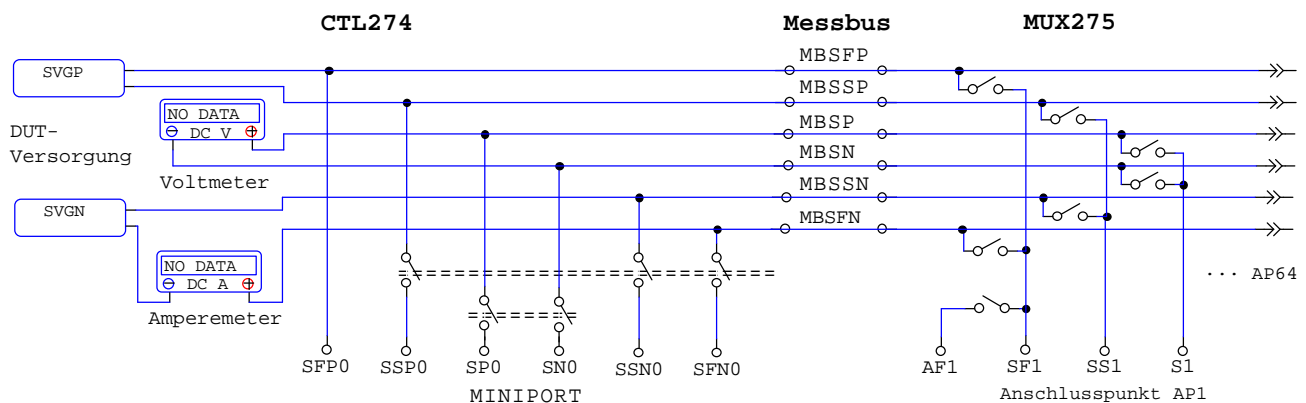 CTL274 Messbus MUX275
MBSFP
SVGP
MBSSP
NO DATA
DC V
DUT-
Versorgung
MBSP
MBSN
Voltmeter
MBSSN
SVGN
MBSFN
NO DATA
DC A
... AP64
Amperemeter
SFP0 SSP0 SP0 SN0 SSN0 SFN0 AF1 SF1 SS1 S1
MINIPORT Anschlusspunkt AP1